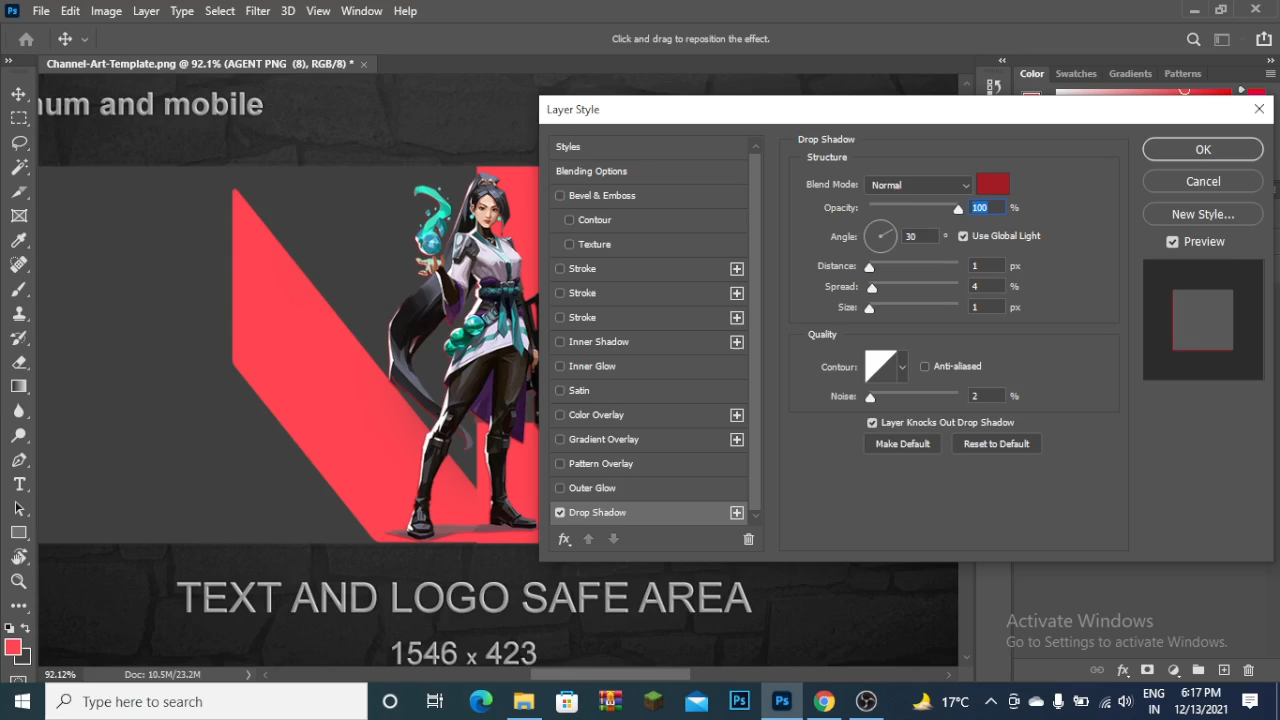 Ps File Edit Image Layer Type Select Filter 3D View Window Help
Click and drag to reposition the effect.
Channel-Art-Template.png @ 92.1% (AGENT PNG (8), RGB/8) *
Color Swatches Gradients Patterns
num and mobile
Layer Style
Styles
Blending Options
Bevel & Emboss
Contour
Texture
Stroke
Stroke
Stroke
Inner Shadow
Inner Glow
Satin
Color Overlay
Gradient Overlay
Pattern Overlay
Outer Glow
Drop Shadow
fx
Drop Shadow
Structure
Blend Mode: Normal
Opacity: 100 %
Angle: 30 ° Use Global Light
Distance: 1 px
Spread: 4 %
Size: 1 px
Quality
Contour: Anti-aliased
Noise: 2 %
Layer Knocks Out Drop Shadow
Make Default Reset to Default
OK
Cancel
New Style...
Preview
TEXT AND LOGO SAFE AREA
1546 x 423
Activate Windows
Go to Settings to activate Windows.
92.12% Doc: 10.5M/23.2M
fx
Type here to search
Ps Ps
17°C
ENG
IN
6:17 PM
12/13/2021